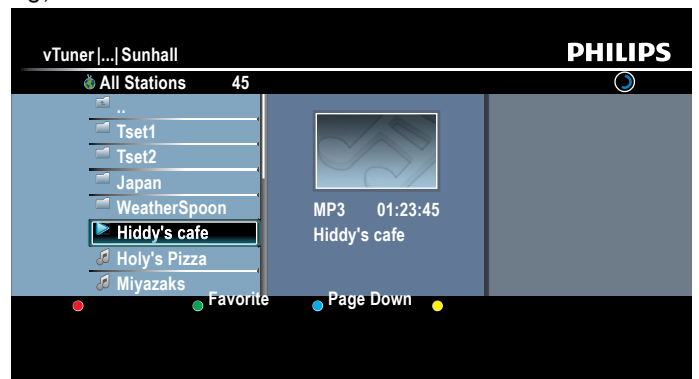 vTuner|...| Sunhall
PHILIPS
All Stations 45
..
Tset1
Tset2
Japan
WeatherSpoon
Hiddy's cafe
Holy's Pizza
Miyazaks
MP3 01:23:45
Hiddy's cafe
Favorite
Page Down